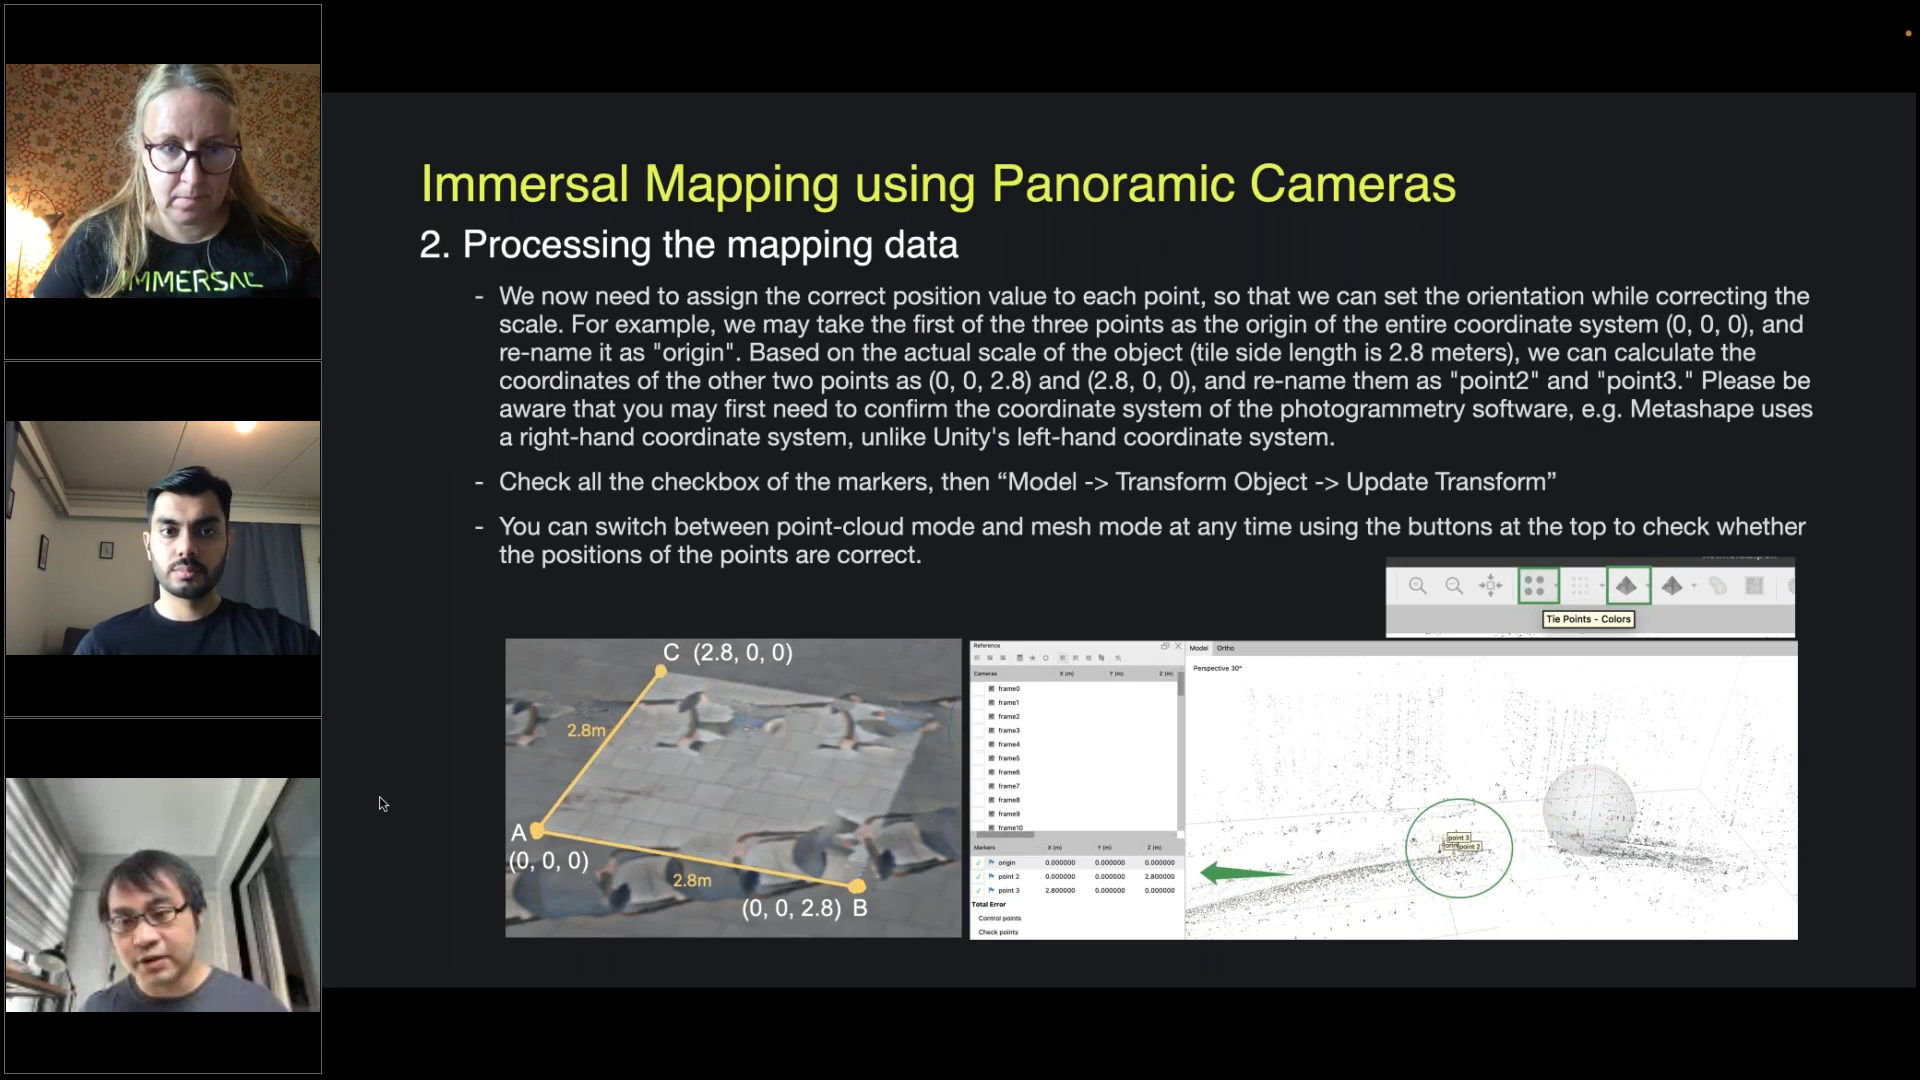 IMMERSAL
Immersal Mapping using Panoramic Cameras
2. Processing the mapping data
- We now need to assign the correct position value to each point, so that we can set the orientation while correcting the
scale. For example, we may take the first of the three points as the origin of the entire coordinate system (0, 0, 0), and
re-name it as "origin". Based on the actual scale of the object (tile side length is 2.8 meters), we can calculate the
coordinates of the other two points as (0, 0, 2.8) and (2.8, 0, 0), and re-name them as "point2" and "point3." Please be
aware that you may first need to confirm the coordinate system of the photogrammetry software, e.g. Metashape uses
a right-hand coordinate system, unlike Unity's left-hand coordinate system.
- Check all the checkbox of the markers, then “Model -> Transform Object -> Update Transform”
- You can switch between point-cloud mode and mesh mode at any time using the buttons at the top to check whether
the positions of the points are correct.
Tie Points - Colors
C (2.8, 0, 0)
2.8m
A
(0, 0, 0)
2.8m
(0, 0, 2.8) B
Reference
Cameras X (m) Y (m) Z (m)
frame0
frame1
frame2
frame3
frame4
frame5
frame6
frame7
frame8
frame9
frame10
Markers X (m) Y (m) Z (m)
origin 0.000000 0.000000 0.000000
point 2 0.000000 0.000000 2.800000
point 3 2.800000 0.000000 0.000000
Total Error
Control points
Check points
Model Ortho
Perspective 30°
point 3
point 2